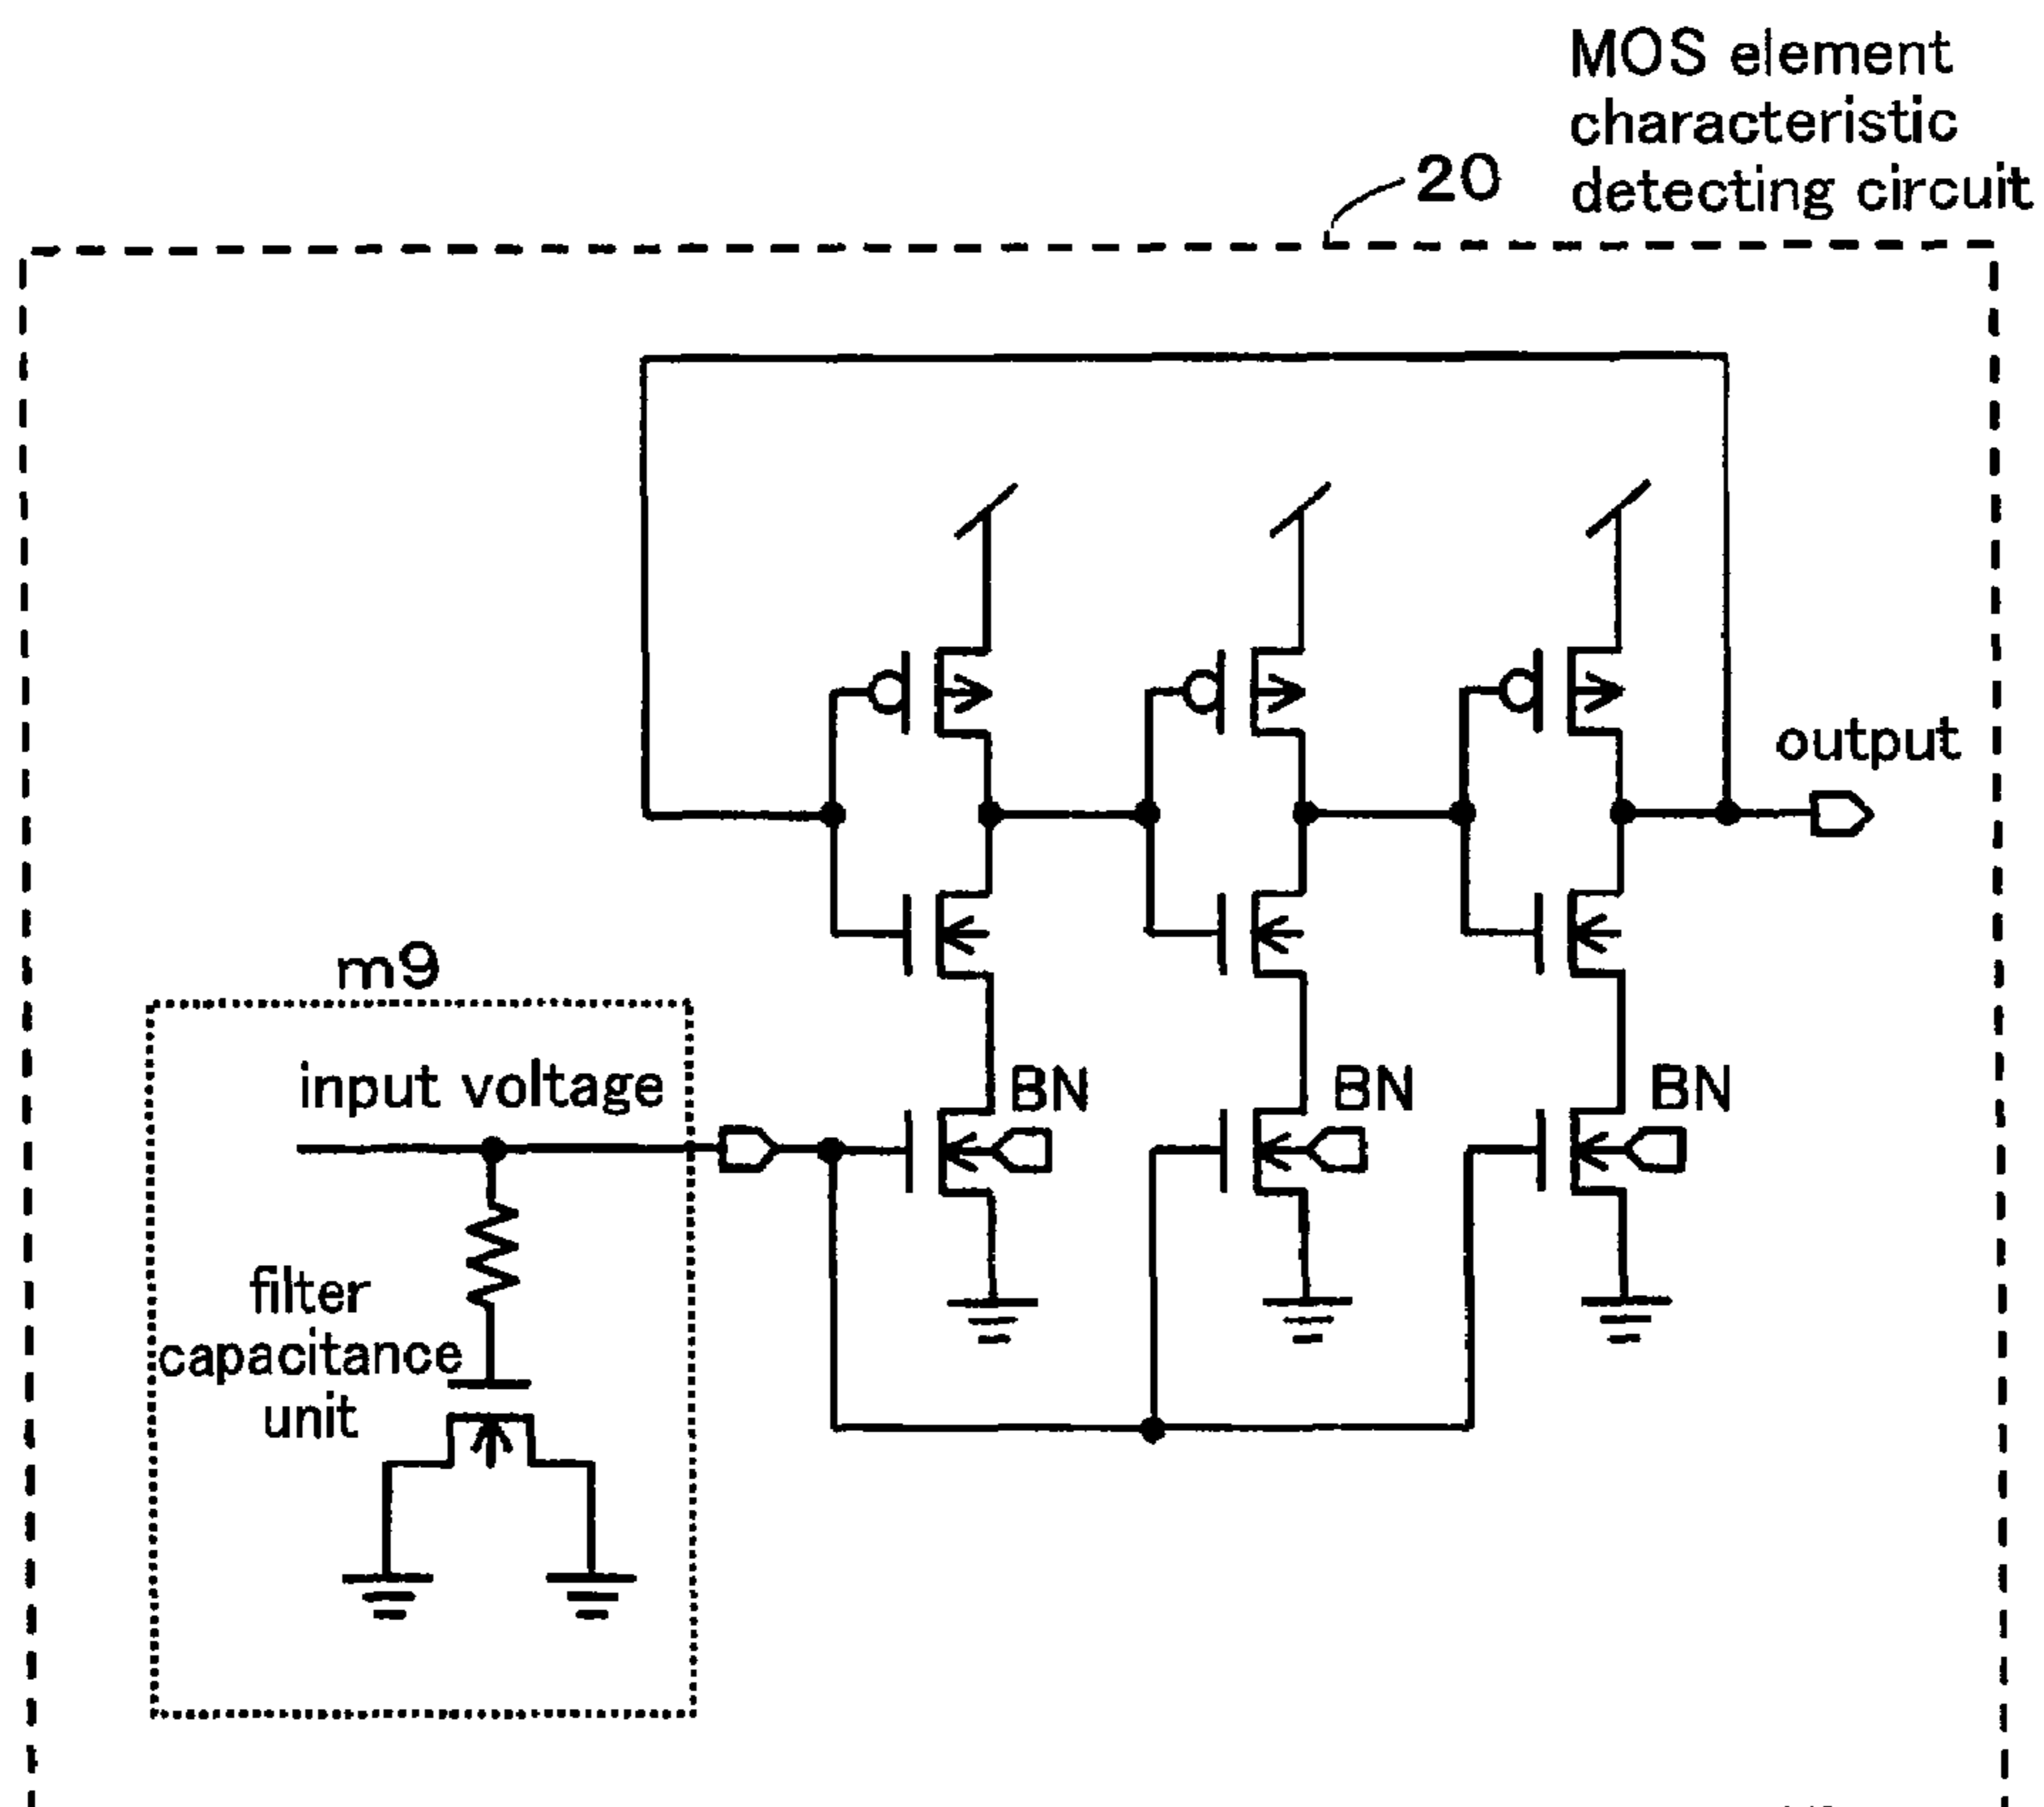 MOS element
characteristic
detecting circuit
20
output
m9
input voltage
BN
BN
BN
filter
capacitance
unit